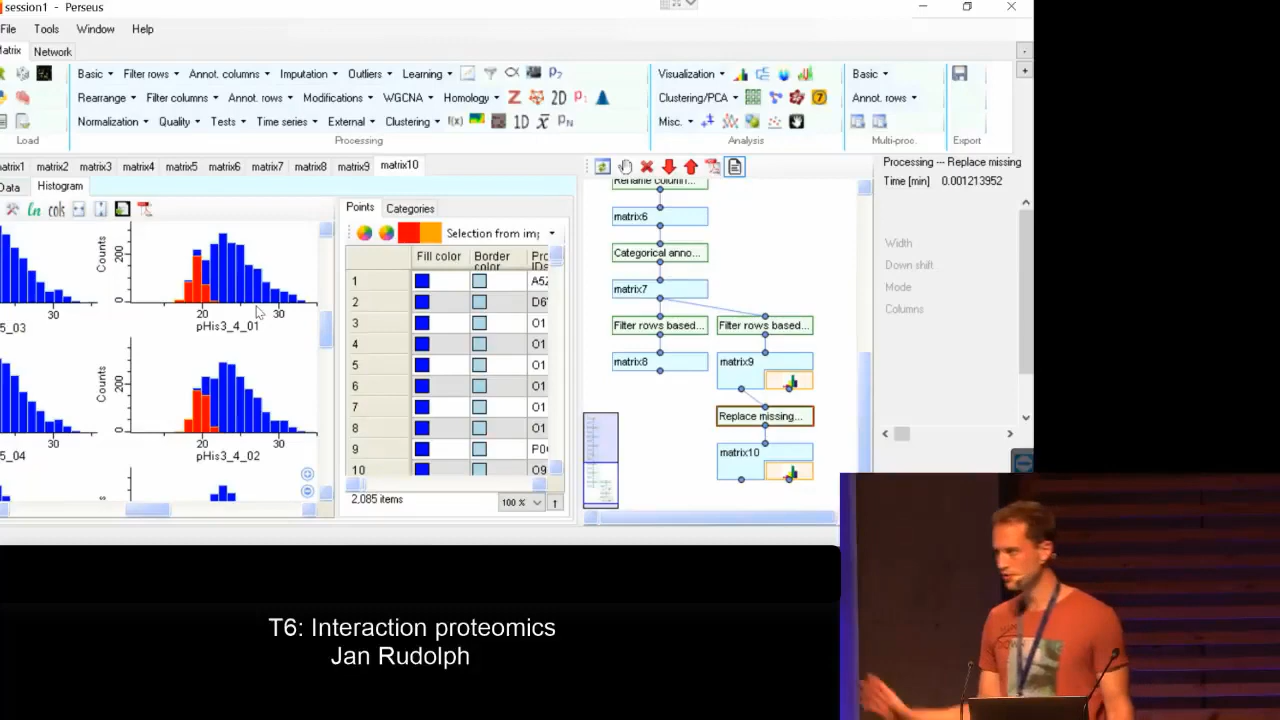 session1 - Perseus
File Tools Window Help
Matrix Network
Basic Filter rows Annot. columns Imputation Outliers Learning
Visualization
Basic
Rearrange Filter columns Annot. rows Modifications WGCNA Homology 2D
Clustering/PCA
Annot. rows
Normalization Quality Tests Time series External Clustering f(x) 1D
Misc.
Load Processing Analysis Multi-proc. Export
matrix1 matrix2 matrix3 matrix4 matrix5 matrix6 matrix7 matrix8 matrix9 matrix10
Data Histogram
ln cok
Points Categories
Selection from im;
Fill color Border color Pro IDs
1 A52
2 D6
3 O1
4 O1
5 O1
6 O1
7 O1
8 O1
9 P0
10 O9
2,085 items
100 %
Counts
200
0
30
20 30
5_03 pHis3_4_01
Counts
200
0
30
20 30
5_04 pHis3_4_02
Rename column...
matrix6
Categorical anno...
matrix7
Filter rows based... Filter rows based...
matrix8 matrix9
Replace missing...
matrix10
Processing --- Replace missing
Time [min] 0.001213952
Width
Down shift
Mode
Columns
T6: Interaction proteomics
Jan Rudolph